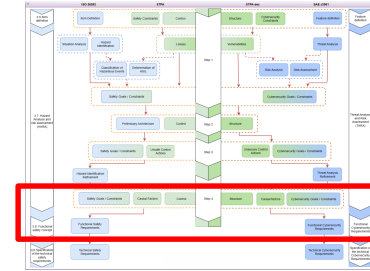 ISO 26262
STPA
STPA-sec
SAE J3061
Item Definition
Safety Constraints
Control
Structure
Cybersecurity Constraints
Feature definition
Situation Analysis
Hazard Identification
Losses
Vulnerabilities
Threat Analysis
Classification of Hazardous Events
Determination of ASIL
Step 1
Risk Analysis
Risk Assessment
Safety Goals / Constraints
Cybersecurity Goals / Constraints
Preliminary Architecture
Control
Step 2
Structure
Safety Goals / Constraints
Unsafe Control Actions
Step 3
Unsecure Control Actions
Cybersecurity Goals / Constraints
Hazard Identification Refinement
Threat Analysis Refinement
Safety Goals / Constraints
Causal Factors
Losses
Step 4
Structure
Causal Factors
Cybersecurity Goals / Constraints
Functional Safety Requirements
Functional Cybersecurity Requirements
Technical Safety Requirements
Technical Cybersecurity Requirements